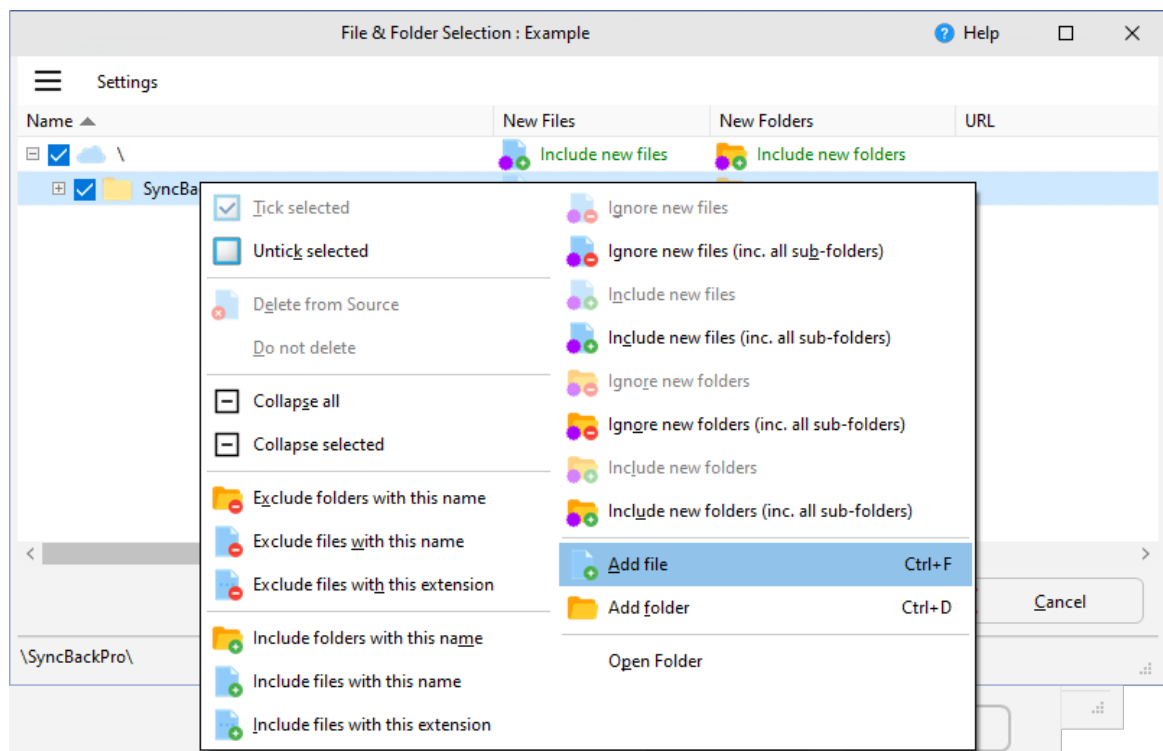 File & Folder Selection : Example
Help
Settings
Name New Files New Folders URL
\ Include new files Include new folders
SyncBa
Tick selected
Untick selected
Delete from Source
Do not delete
Collapse all
Collapse selected
Exclude folders with this name
Exclude files with this name
Exclude files with this extension
Include folders with this name
Include files with this name
Include files with this extension
Ignore new files
Ignore new files (inc. all sub-folders)
Include new files
Include new files (inc. all sub-folders)
Ignore new folders
Ignore new folders (inc. all sub-folders)
Include new folders
Include new folders (inc. all sub-folders)
Add file Ctrl+F
Add folder Ctrl+D
Open Folder
Cancel
\SyncBackPro\